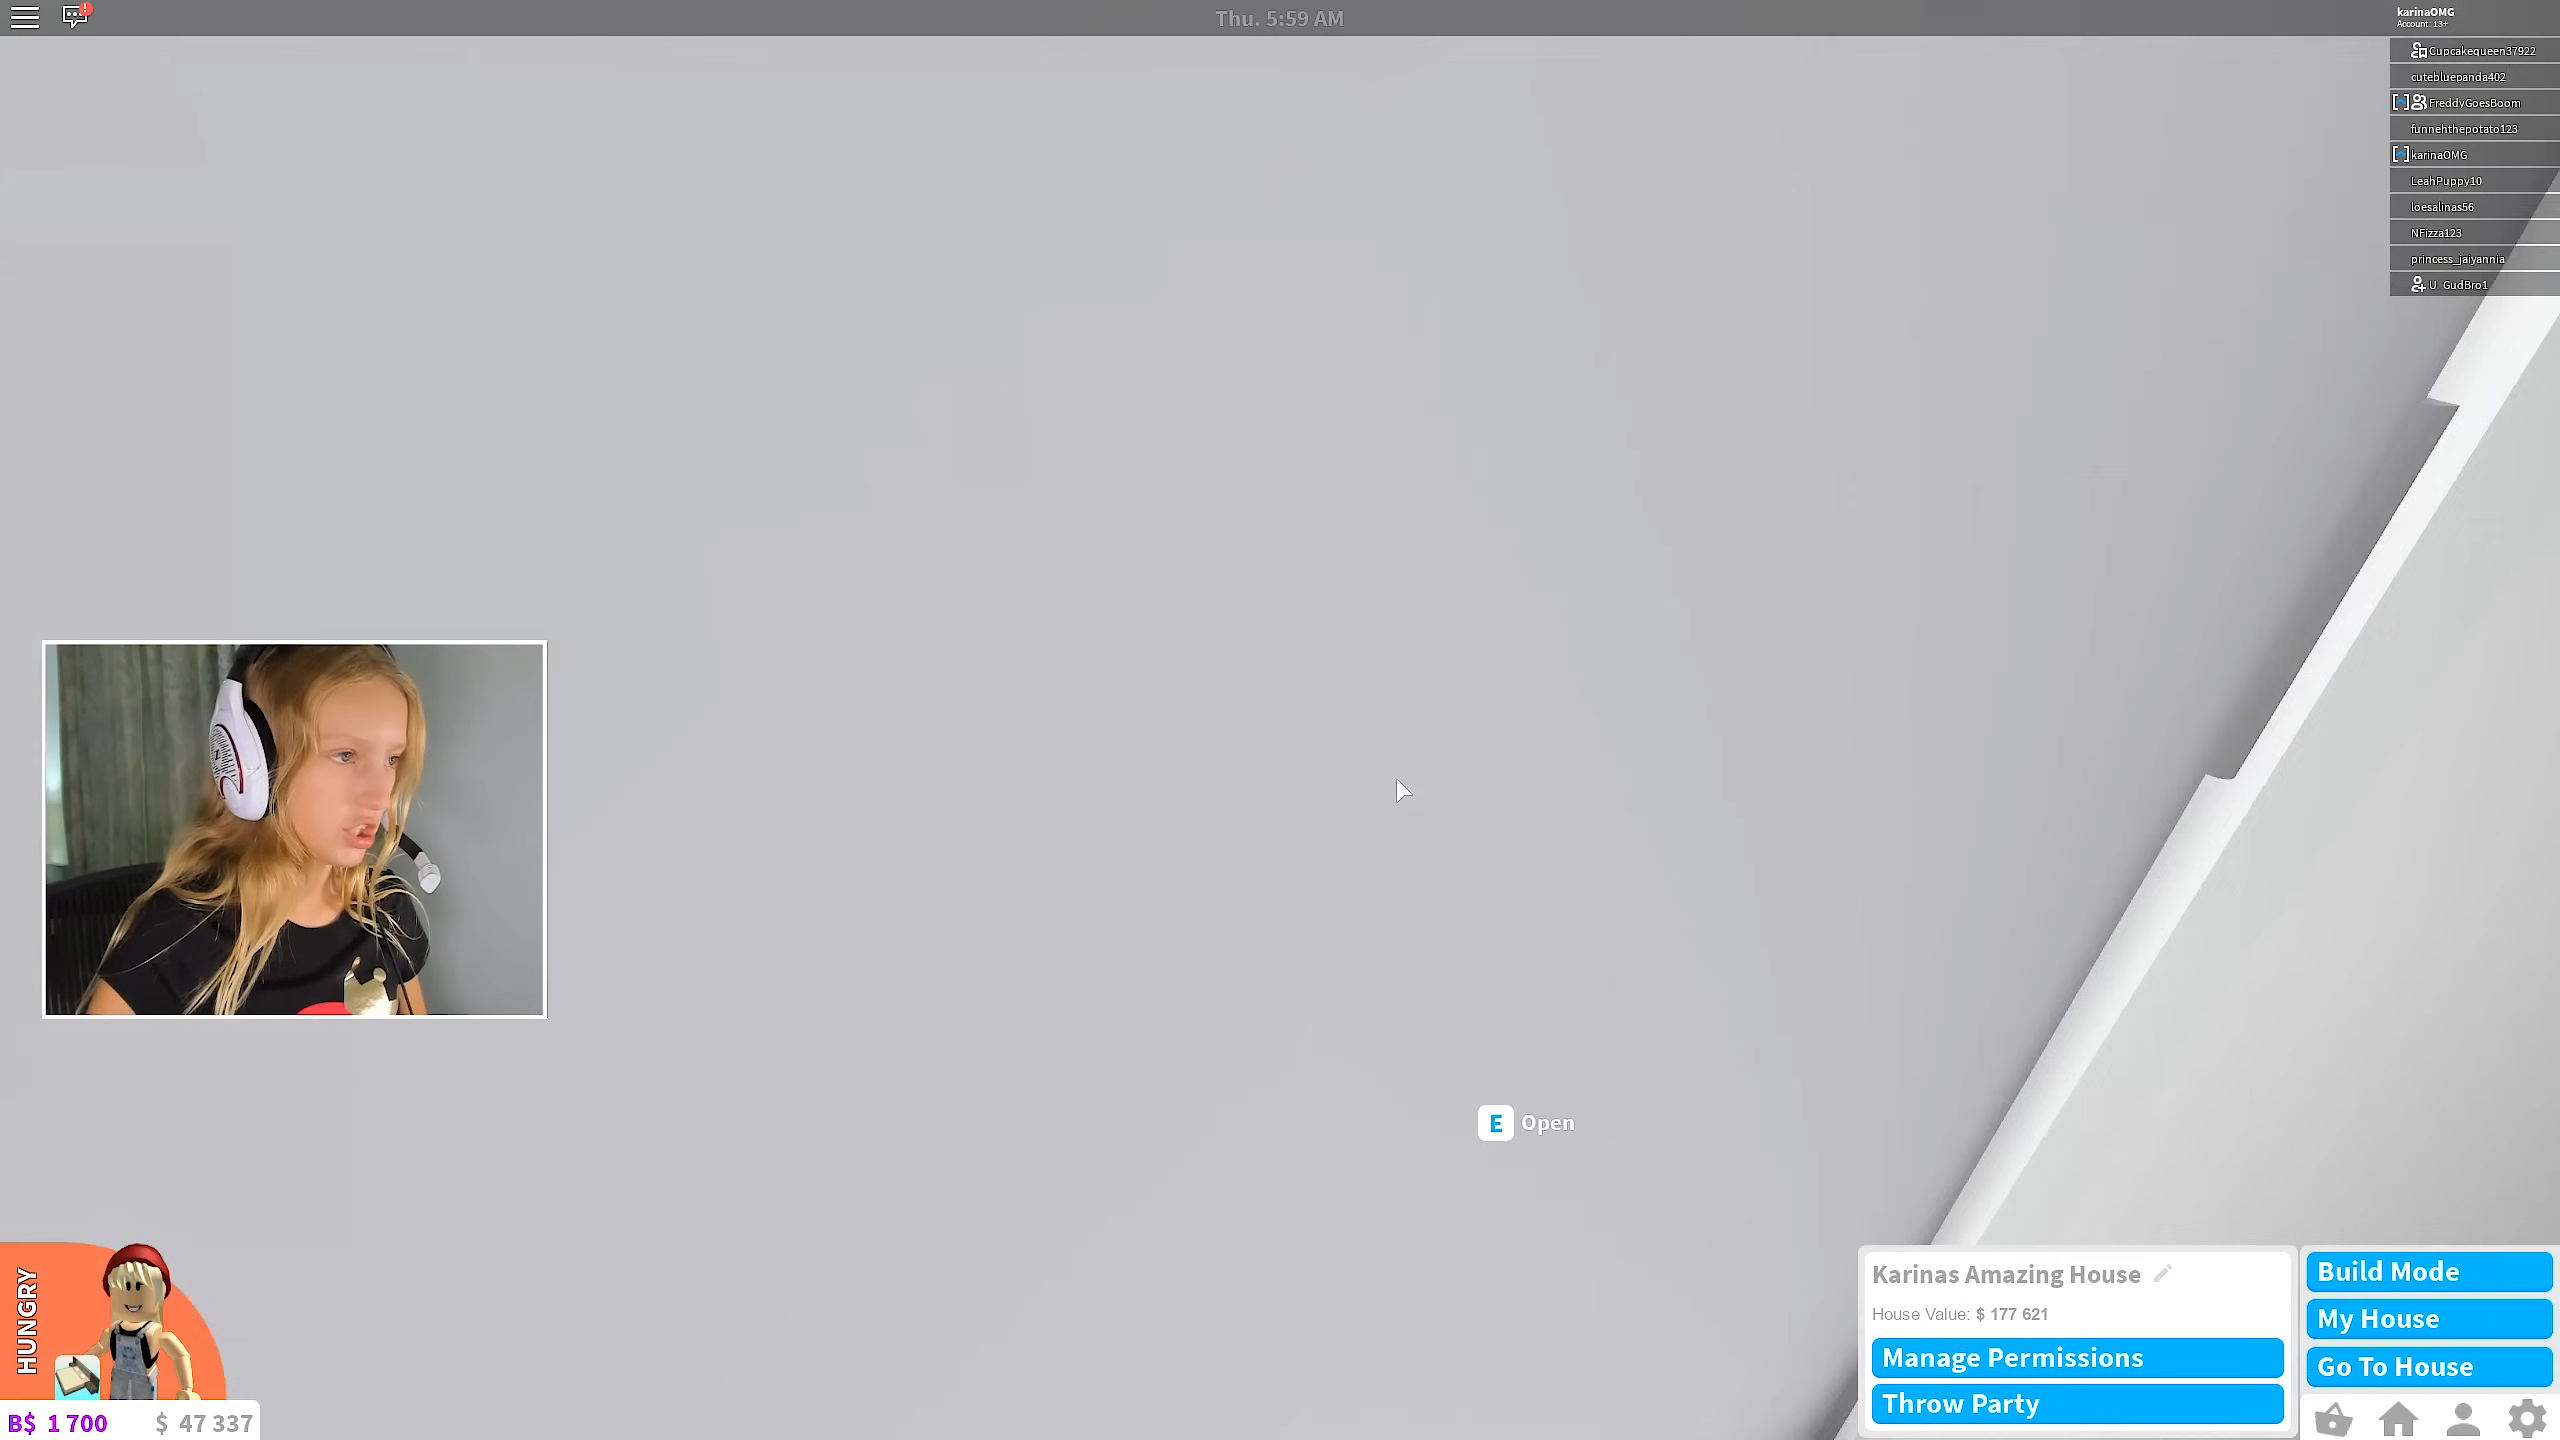 Thu. 5:59 AM
karinaOMG
Account: 13+
Cupcakequeen37922
cutebluepanda402
FreddyGoesBoom
funnehthepotato123
karinaOMG
LeahPuppy10
loesalinas56
NFizza123
princess_jaiyannia
U_GudBro1
E Open
HUNGRY
B$ 1 700 $ 47 337
Karinas Amazing House
House Value: $ 177 621
Manage Permissions
Throw Party
Build Mode
My House
Go To House